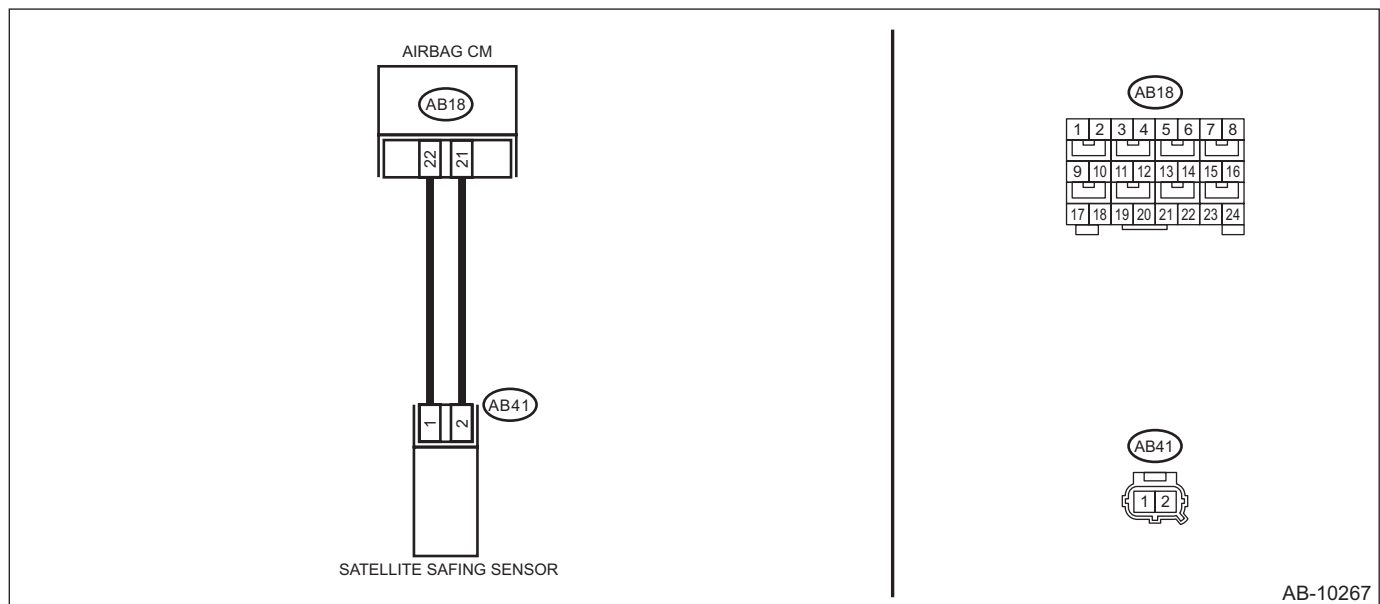 AIRBAG CM
AB18
22 21
1 2
AB41
SATELLITE SAFING SENSOR
AB18
1 2 3 4 5 6 7 8
9 10 11 12 13 14 15 16
17 18 19 20 21 22 23 24
AB41
1 2
AB-10267